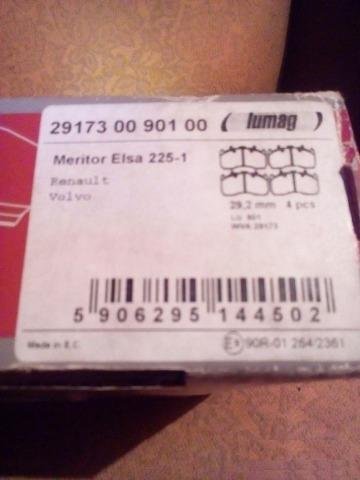 29173 00 901 00 ( lumag )
Meritor Elsa 225-1
Renault
Volvo
29,2 mm 4 pcs
LU 901
WVA 29173
5 906295 144502
Made in E.C.
90R-01 264/2361